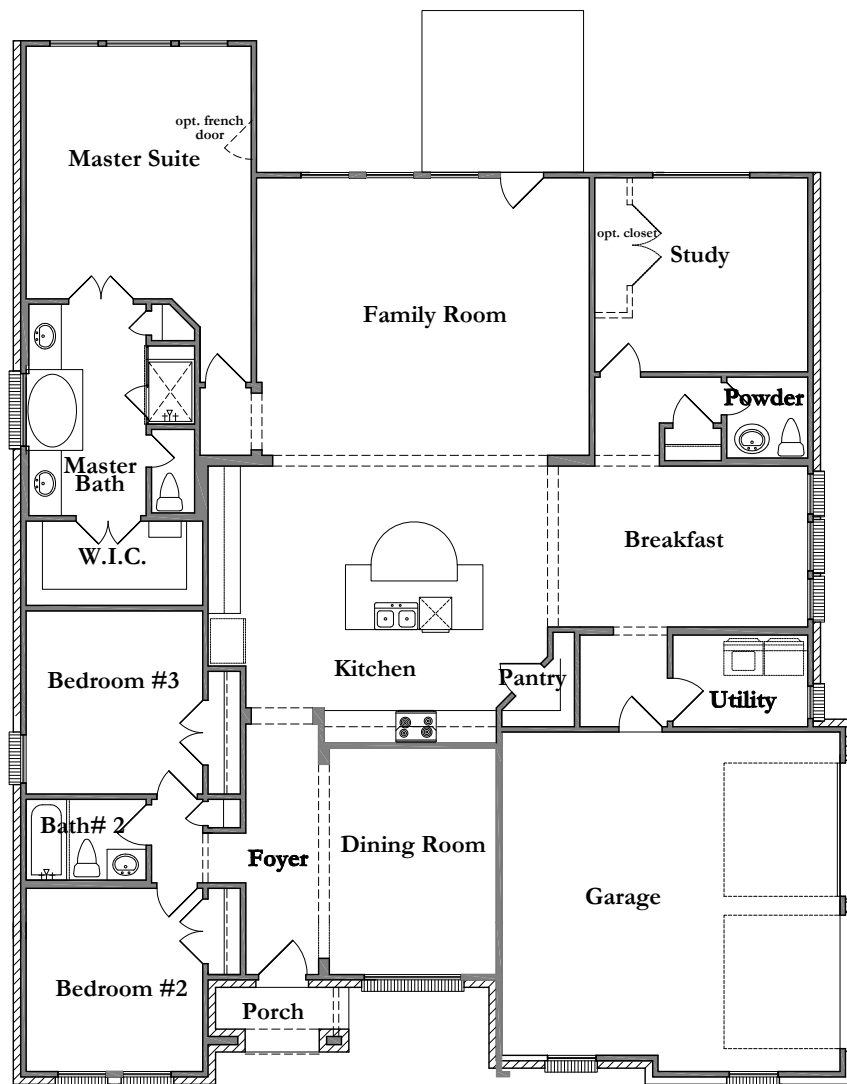 opt. french
door
Master Suite
opt. closet
Study
Family Room
Powder
Master
Bath
Breakfast
W.I.C.
Kitchen
Pantry
Bedroom #3
Utility
Bath# 2
Foyer
Dining Room
Garage
Bedroom #2
Porch